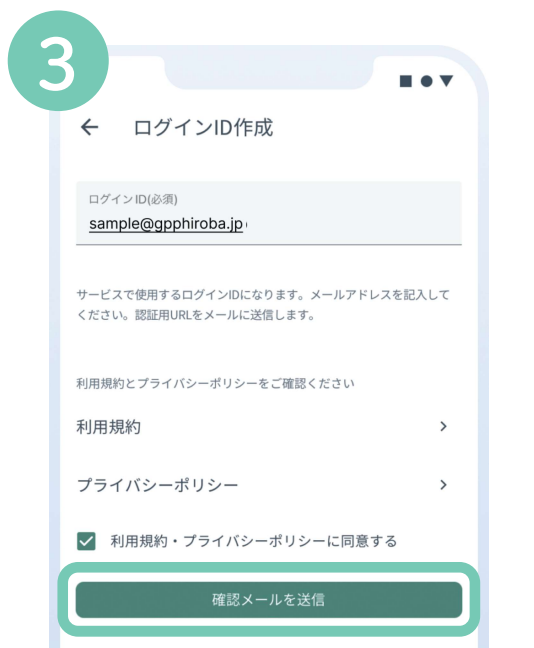 3
ログインID作成
ログインID(必須)
sample@gpphiroba.jp
サービスで使用するログインIDになります。メールアドレスを記入して
ください。認証用URLをメールに送信します。
利用規約とプライバシーポリシーをご確認ください
利用規約
プライバシーポリシー
利用規約・プライバシーポリシーに同意する
確認メールを送信